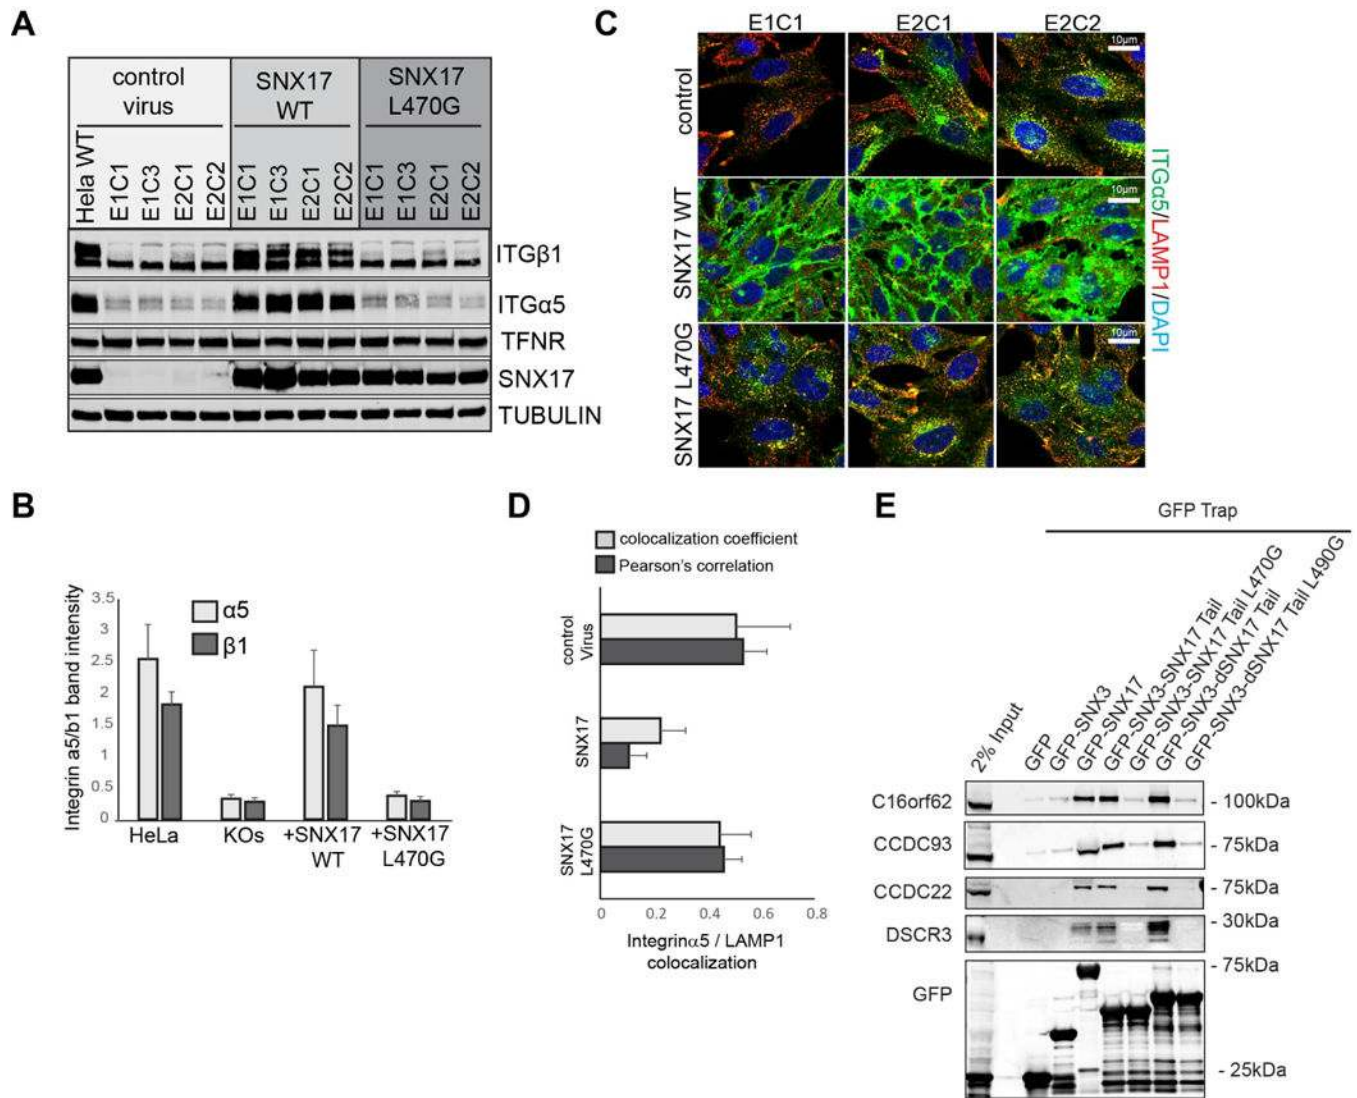 A
control
virus
SNX17
WT
SNX17
L470G
Hela WT
E1C1
E1C3
E2C1
E2C2
E1C1
E1C3
E2C1
E2C2
E1C1
E1C3
E2C1
E2C2
ITGβ1
ITGα5
TFNR
SNX17
TUBULIN
C
E1C1
E2C1
E2C2
control
SNX17 WT
SNX17 L470G
10µm
10µm
10µm
ITGα5/LAMP1/DAPI
B
Integrin a5/b1 band intensity
3.5
3
2.5
2
1.5
1
0.5
0
α5
β1
HeLa
KOs
+SNX17
WT
+SNX17
L470G
D
colocalization coefficient
Pearson's correlation
control
Virus
SNX17
SNX17
L470G
0
0.2
0.4
0.6
0.8
Integrinα5 / LAMP1
colocalization
E
GFP Trap
2% Input
GFP
GFP-SNX3
GFP-SNX17
GFP-SNX3-SNX17 Tail
GFP-SNX3-SNX17 Tail L470G
GFP-SNX3-dSNX17 Tail
GFP-SNX3-dSNX17 Tail L490G
C16orf62
- 100kDa
CCDC93
- 75kDa
CCDC22
- 75kDa
DSCR3
- 30kDa
GFP
- 75kDa
- 25kDa